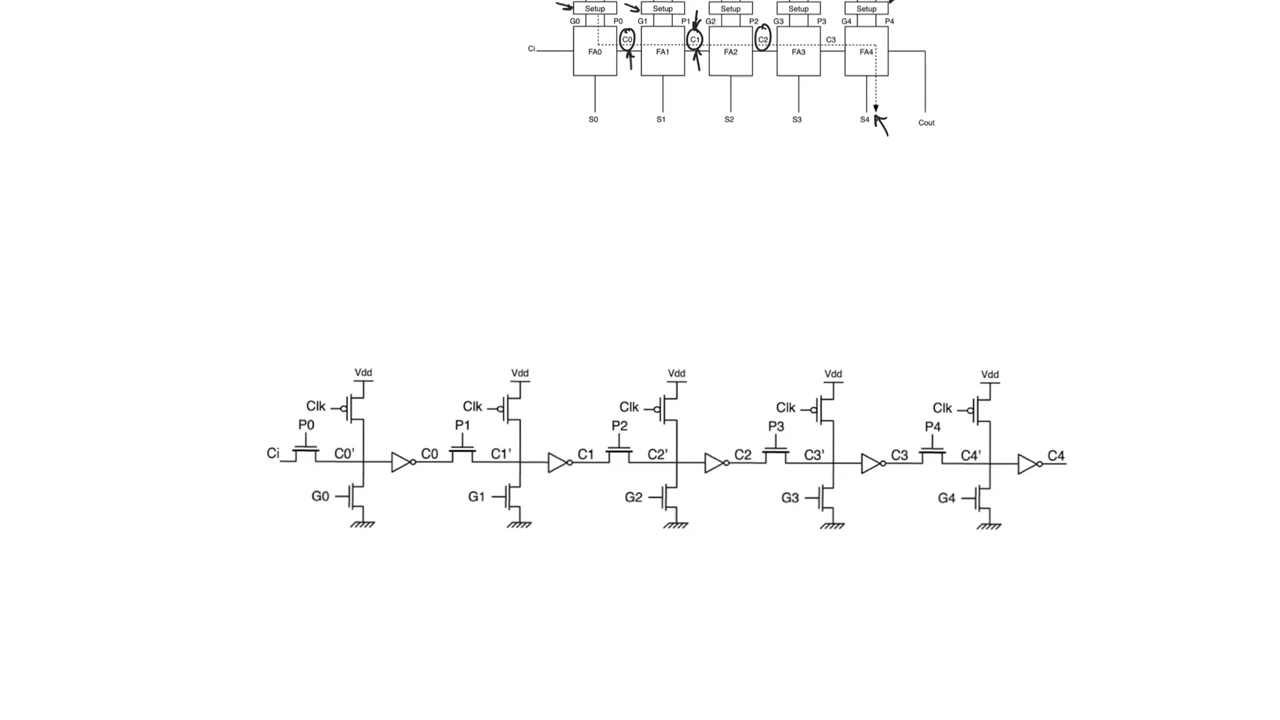 Setup Setup Setup Setup Setup
G0 P0 G1 P1 G2 P2 G3 P3 G4 P4
Ci FA0 C0 FA1 C1 FA2 C2 FA3 C3 FA4
S0 S1 S2 S3 S4 Cout
Vdd Vdd Vdd Vdd Vdd
Clk Clk Clk Clk Clk
P0 P1 P2 P3 P4
Ci C0' C0 C1' C1 C2' C2 C3' C3 C4' C4
G0 G1 G2 G3 G4